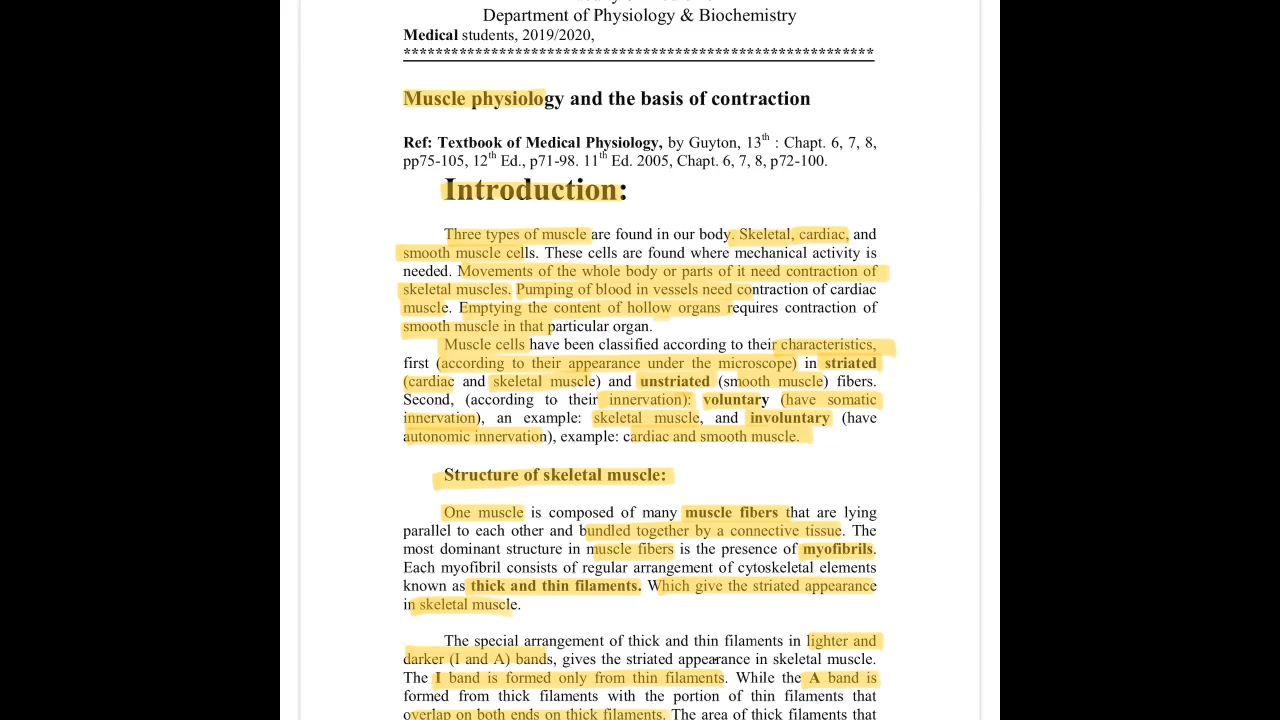 Department of Physiology & Biochemistry
Medical students, 2019/2020,
***********************************************************
Muscle physiology and the basis of contraction
Ref: Textbook of Medical Physiology, by Guyton, 13th : Chapt. 6, 7, 8,
pp75-105, 12th Ed., p71-98. 11th Ed. 2005, Chapt. 6, 7, 8, p72-100.
Introduction:
Three types of muscle are found in our body. Skeletal, cardiac, and
smooth muscle cells. These cells are found where mechanical activity is
needed. Movements of the whole body or parts of it need contraction of
skeletal muscles. Pumping of blood in vessels need contraction of cardiac
muscle. Emptying the content of hollow organs requires contraction of
smooth muscle in that particular organ.
Muscle cells have been classified according to their characteristics,
first (according to their appearance under the microscope) in striated
(cardiac and skeletal muscle) and unstriated (smooth muscle) fibers.
Second, (according to their innervation): voluntary (have somatic
innervation), an example: skeletal muscle, and involuntary (have
autonomic innervation), example: cardiac and smooth muscle.
Structure of skeletal muscle:
One muscle is composed of many muscle fibers that are lying
parallel to each other and bundled together by a connective tissue. The
most dominant structure in muscle fibers is the presence of myofibrils.
Each myofibril consists of regular arrangement of cytoskeletal elements
known as thick and thin filaments. Which give the striated appearance
in skeletal muscle.
The special arrangement of thick and thin filaments in lighter and
darker (I and A) bands, gives the striated appearance in skeletal muscle.
The I band is formed only from thin filaments. While the A band is
formed from thick filaments with the portion of thin filaments that
overlap on both ends on thick filaments. The area of thick filaments that